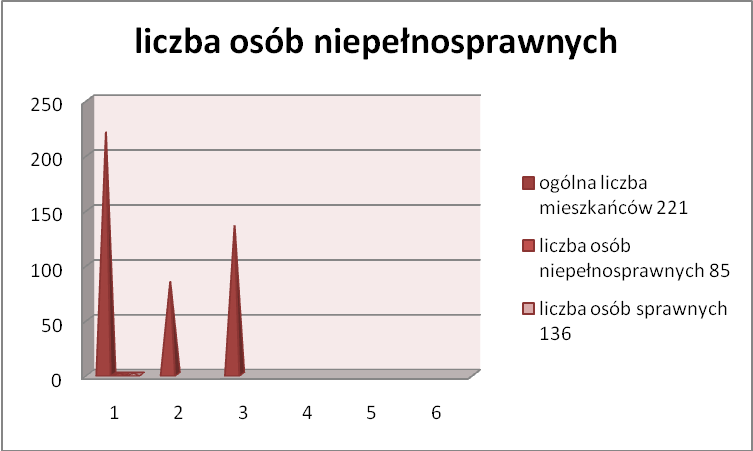 liczba osób niepełnosprawnych
250
200
150
100
50
0
1 2 3 4 5 6
ogólna liczba
mieszkańców 221
liczba osób
niepełnosprawnych 85
liczba osób sprawnych
136